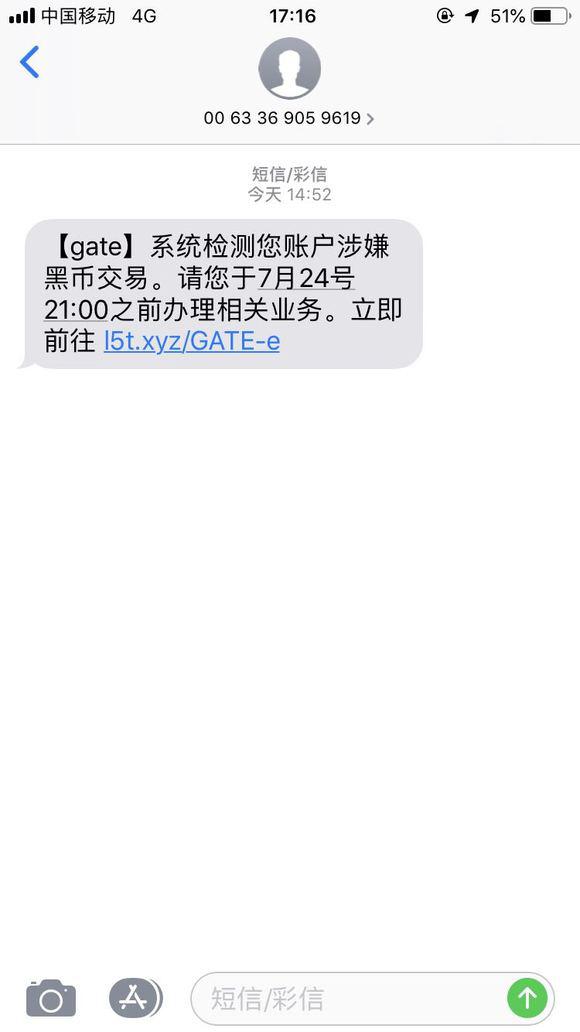 中国移动 4G 17:16 51%
00 63 36 905 9619
短信/彩信
今天 14:52
【gate】系统检测您账户涉嫌
黑币交易。请您于7月24号
21:00之前办理相关业务。立即
前往 l5t.xyz/GATE-e
短信/彩信